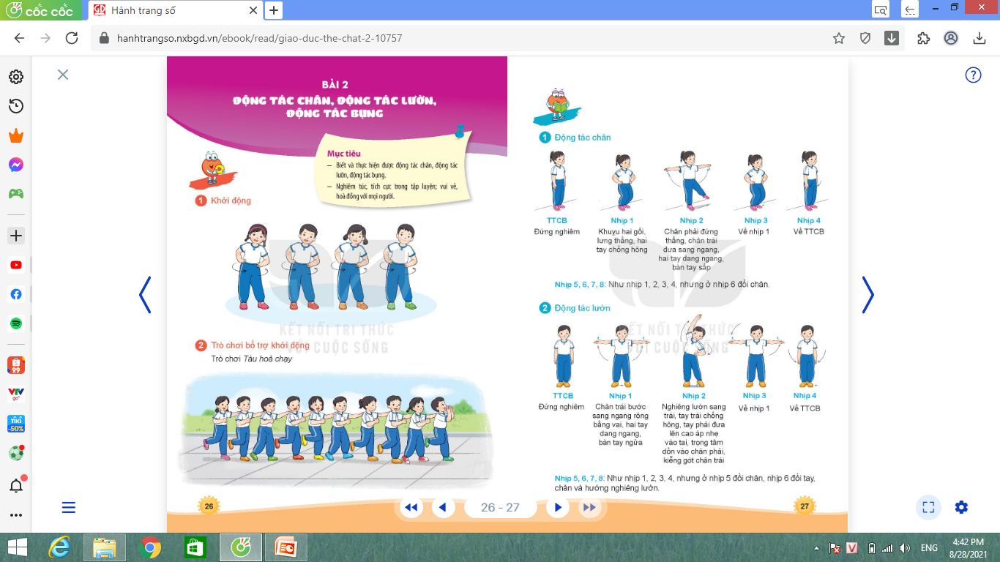 cốc cốc
Hành trang số
hanhtrangso.nxbgd.vn/ebook/read/giao-duc-the-chat-2-10757
BÀI 2
ĐỘNG TÁC CHÂN, ĐỘNG TÁC LƯỜN,
ĐỘNG TÁC BỤNG
Mục tiêu
– Biết và thực hiện được động tác chân, động tác
lườn, động tác bụng.
– Nghiêm túc, tích cực trong tập luyện; vui vẻ,
hoà đồng với mọi người.
1 Khởi động
KẾT NỐI TRI THỨC
VỚI CUỘC SỐNG
2 Trò chơi bổ trợ khởi động
Trò chơi Tàu hoả chạy
26
1 Động tác chân
TTCB
Đứng nghiêm
Nhịp 1
Khuỵu hai gối,
lưng thẳng, hai
tay chống hông
Nhịp 2
Chân phải đứng
thẳng, chân trái
đưa sang ngang,
hai tay dang ngang,
bàn tay sấp
Nhịp 3
Về nhịp 1
Nhịp 4
Về TTCB
Nhịp 5, 6, 7, 8: Như nhịp 1, 2, 3, 4, nhưng ở nhịp 6 đổi chân.
2 Động tác lườn
KẾT NỐI TRI THỨC
VỚI CUỘC SỐNG
TTCB
Đứng nghiêm
Nhịp 1
Chân trái bước
sang ngang rộng
bằng vai, hai tay
dang ngang,
bàn tay ngửa
Nhịp 2
Nghiêng lườn sang
trái, tay trái chống
hông, tay phải đưa
lên cao áp nhẹ
vào tai, trọng tâm
dồn vào chân phải,
kiễng gót chân trái
Nhịp 3
Về nhịp 1
Nhịp 4
Về TTCB
Nhịp 5, 6, 7, 8: Như nhịp 1, 2, 3, 4, nhưng ở nhịp 5 đổi chân, nhịp 6 đổi tay,
chân và hướng nghiêng lườn.
27
26 - 27
99
VTV
go
TIKI
-50%
ENG
4:42 PM
8/28/2021